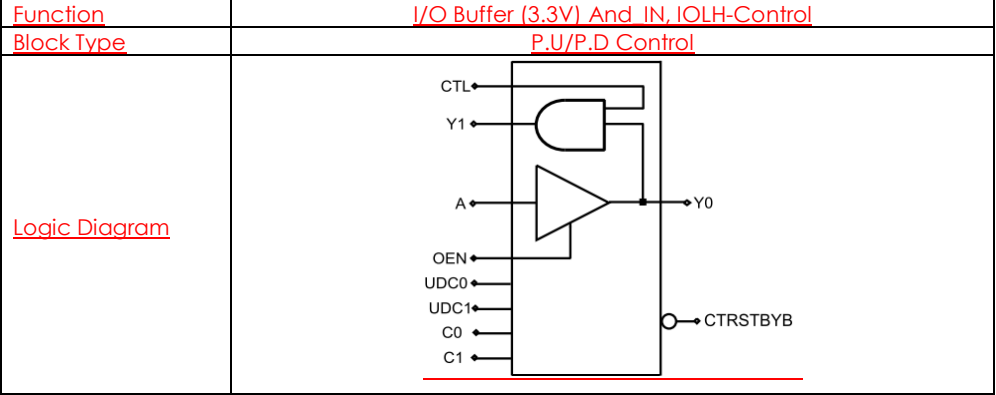 Function
I/O Buffer (3.3V) And_IN, IOLH-Control
Block Type
P.U/P.D Control
Logic Diagram
CTL
Y1
A
Y0
OEN
UDC0
UDC1
CTRSTBYB
C0
C1